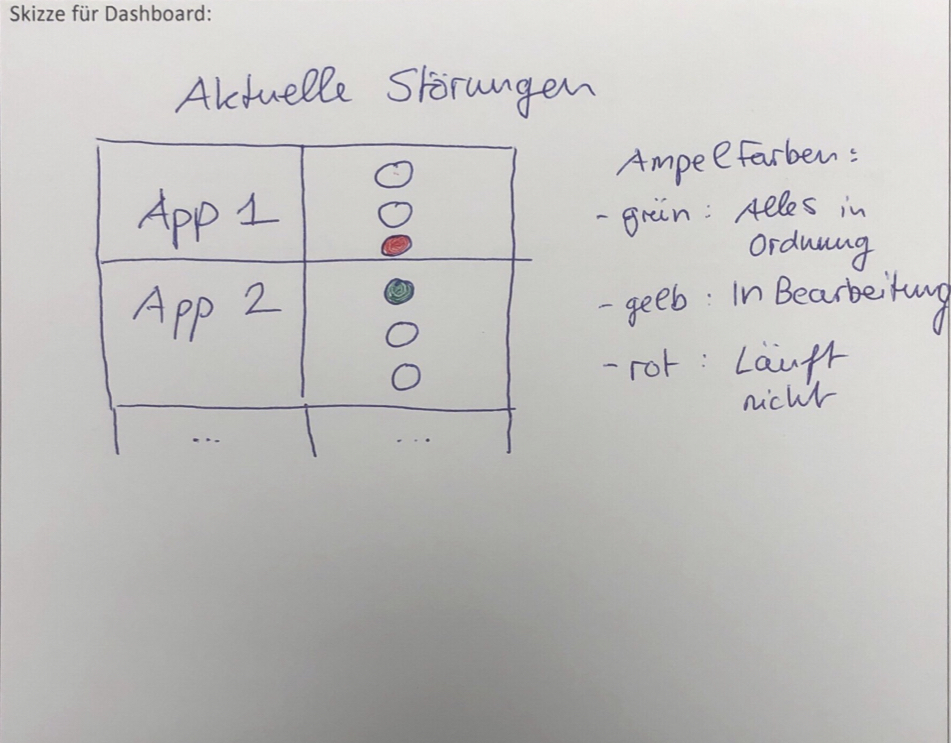 Skizze für Dashboard:
Aktuelle Störungen
App 1
App 2
... ...
Ampelfarben:
- grün: Alles in
Ordnung
- gelb: In Bearbeitung
- rot: Läuft
nicht